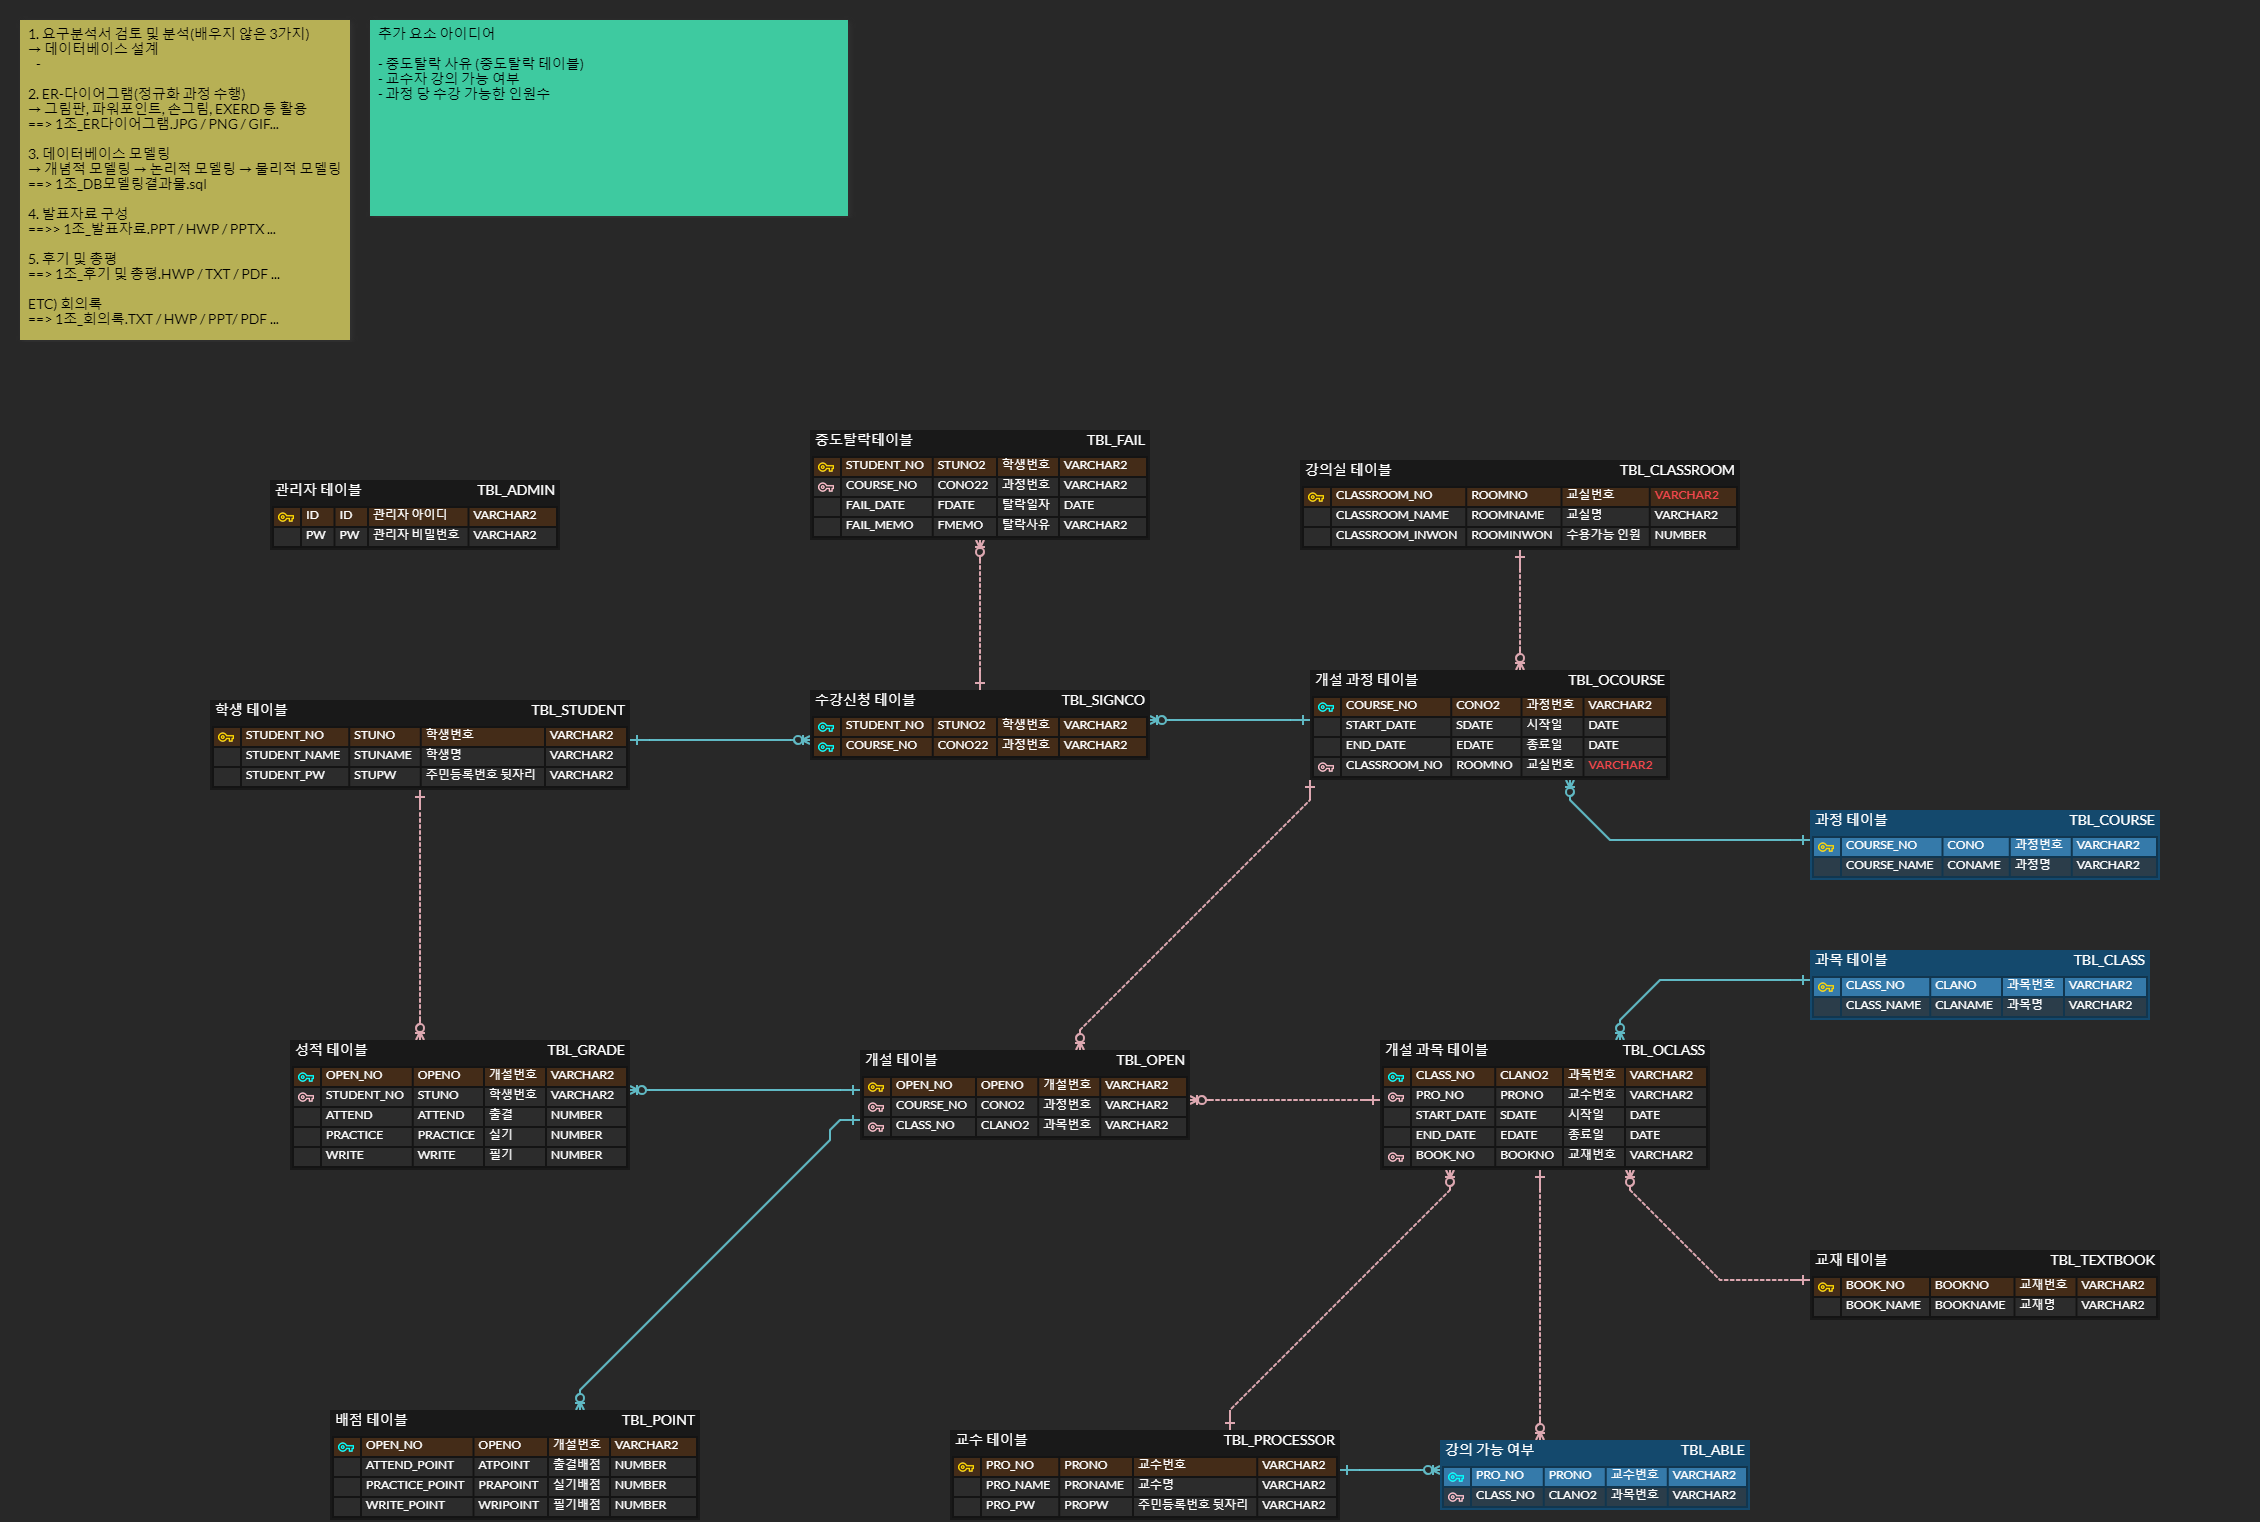 1. 요구분석서 검토 및 분석(배우지 않은 3가지)
→ 데이터베이스 설계
-
2. ER-다이어그램(정규화 과정 수행)
→ 그림판, 파워포인트, 손그림, EXERD 등 활용
==> 1조_ER다이어그램.JPG / PNG / GIF...
3. 데이터베이스 모델링
→ 개념적 모델링 → 논리적 모델링 → 물리적 모델링
==> 1조_DB모델링결과물.sql
4. 발표자료 구성
==>> 1조_발표자료.PPT / HWP / PPTX ...
5. 후기 및 총평
==> 1조_후기 및 총평.HWP / TXT / PDF ...
ETC) 회의록
==> 1조_회의록.TXT / HWP / PPT/ PDF ...
추가 요소 아이디어
- 중도탈락 사유 (중도탈락 테이블)
- 교수자 강의 가능 여부
- 과정 당 수강 가능한 인원수
중도탈락테이블 TBL_FAIL
STUDENT_NO STUNO2 학생번호 VARCHAR2
COURSE_NO CONO22 과정번호 VARCHAR2
FAIL_DATE FDATE 탈락일자 DATE
FAIL_MEMO FMEMO 탈락사유 VARCHAR2
강의실 테이블 TBL_CLASSROOM
CLASSROOM_NO ROOMNO 교실번호 VARCHAR2
CLASSROOM_NAME ROOMNAME 교실명 VARCHAR2
CLASSROOM_INWON ROOMINWON 수용가능 인원 NUMBER
관리자 테이블 TBL_ADMIN
ID ID 관리자 아이디 VARCHAR2
PW PW 관리자 비밀번호 VARCHAR2
학생 테이블 TBL_STUDENT
STUDENT_NO STUNO 학생번호 VARCHAR2
STUDENT_NAME STUNAME 학생명 VARCHAR2
STUDENT_PW STUPW 주민등록번호 뒷자리 VARCHAR2
수강신청 테이블 TBL_SIGNCO
STUDENT_NO STUNO2 학생번호 VARCHAR2
COURSE_NO CONO22 과정번호 VARCHAR2
개설 과정 테이블 TBL_OCOURSE
COURSE_NO CONO2 과정번호 VARCHAR2
START_DATE SDATE 시작일 DATE
END_DATE EDATE 종료일 DATE
CLASSROOM_NO ROOMNO 교실번호 VARCHAR2
과정 테이블 TBL_COURSE
COURSE_NO CONO 과정번호 VARCHAR2
COURSE_NAME CONAME 과정명 VARCHAR2
과목 테이블 TBL_CLASS
CLASS_NO CLANO 과목번호 VARCHAR2
CLASS_NAME CLANAME 과목명 VARCHAR2
성적 테이블 TBL_GRADE
OPEN_NO OPENO 개설번호 VARCHAR2
STUDENT_NO STUNO 학생번호 VARCHAR2
ATTEND ATTEND 출결 NUMBER
PRACTICE PRACTICE 실기 NUMBER
WRITE WRITE 필기 NUMBER
개설 테이블 TBL_OPEN
OPEN_NO OPENO 개설번호 VARCHAR2
COURSE_NO CONO2 과정번호 VARCHAR2
CLASS_NO CLANO2 과목번호 VARCHAR2
개설 과목 테이블 TBL_OCLASS
CLASS_NO CLANO2 과목번호 VARCHAR2
PRO_NO PRONO 교수번호 VARCHAR2
START_DATE SDATE 시작일 DATE
END_DATE EDATE 종료일 DATE
BOOK_NO BOOKNO 교재번호 VARCHAR2
교재 테이블 TBL_TEXTBOOK
BOOK_NO BOOKNO 교재번호 VARCHAR2
BOOK_NAME BOOKNAME 교재명 VARCHAR2
배점 테이블 TBL_POINT
OPEN_NO OPENO 개설번호 VARCHAR2
ATTEND_POINT ATPOINT 출결배점 NUMBER
PRACTICE_POINT PRAPOINT 실기배점 NUMBER
WRITE_POINT WRIPOINT 필기배점 NUMBER
교수 테이블 TBL_PROCESSOR
PRO_NO PRONO 교수번호 VARCHAR2
PRO_NAME PRONAME 교수명 VARCHAR2
PRO_PW PROPW 주민등록번호 뒷자리 VARCHAR2
강의 가능 여부 TBL_ABLE
PRO_NO PRONO 교수번호 VARCHAR2
CLASS_NO CLANO2 과목번호 VARCHAR2